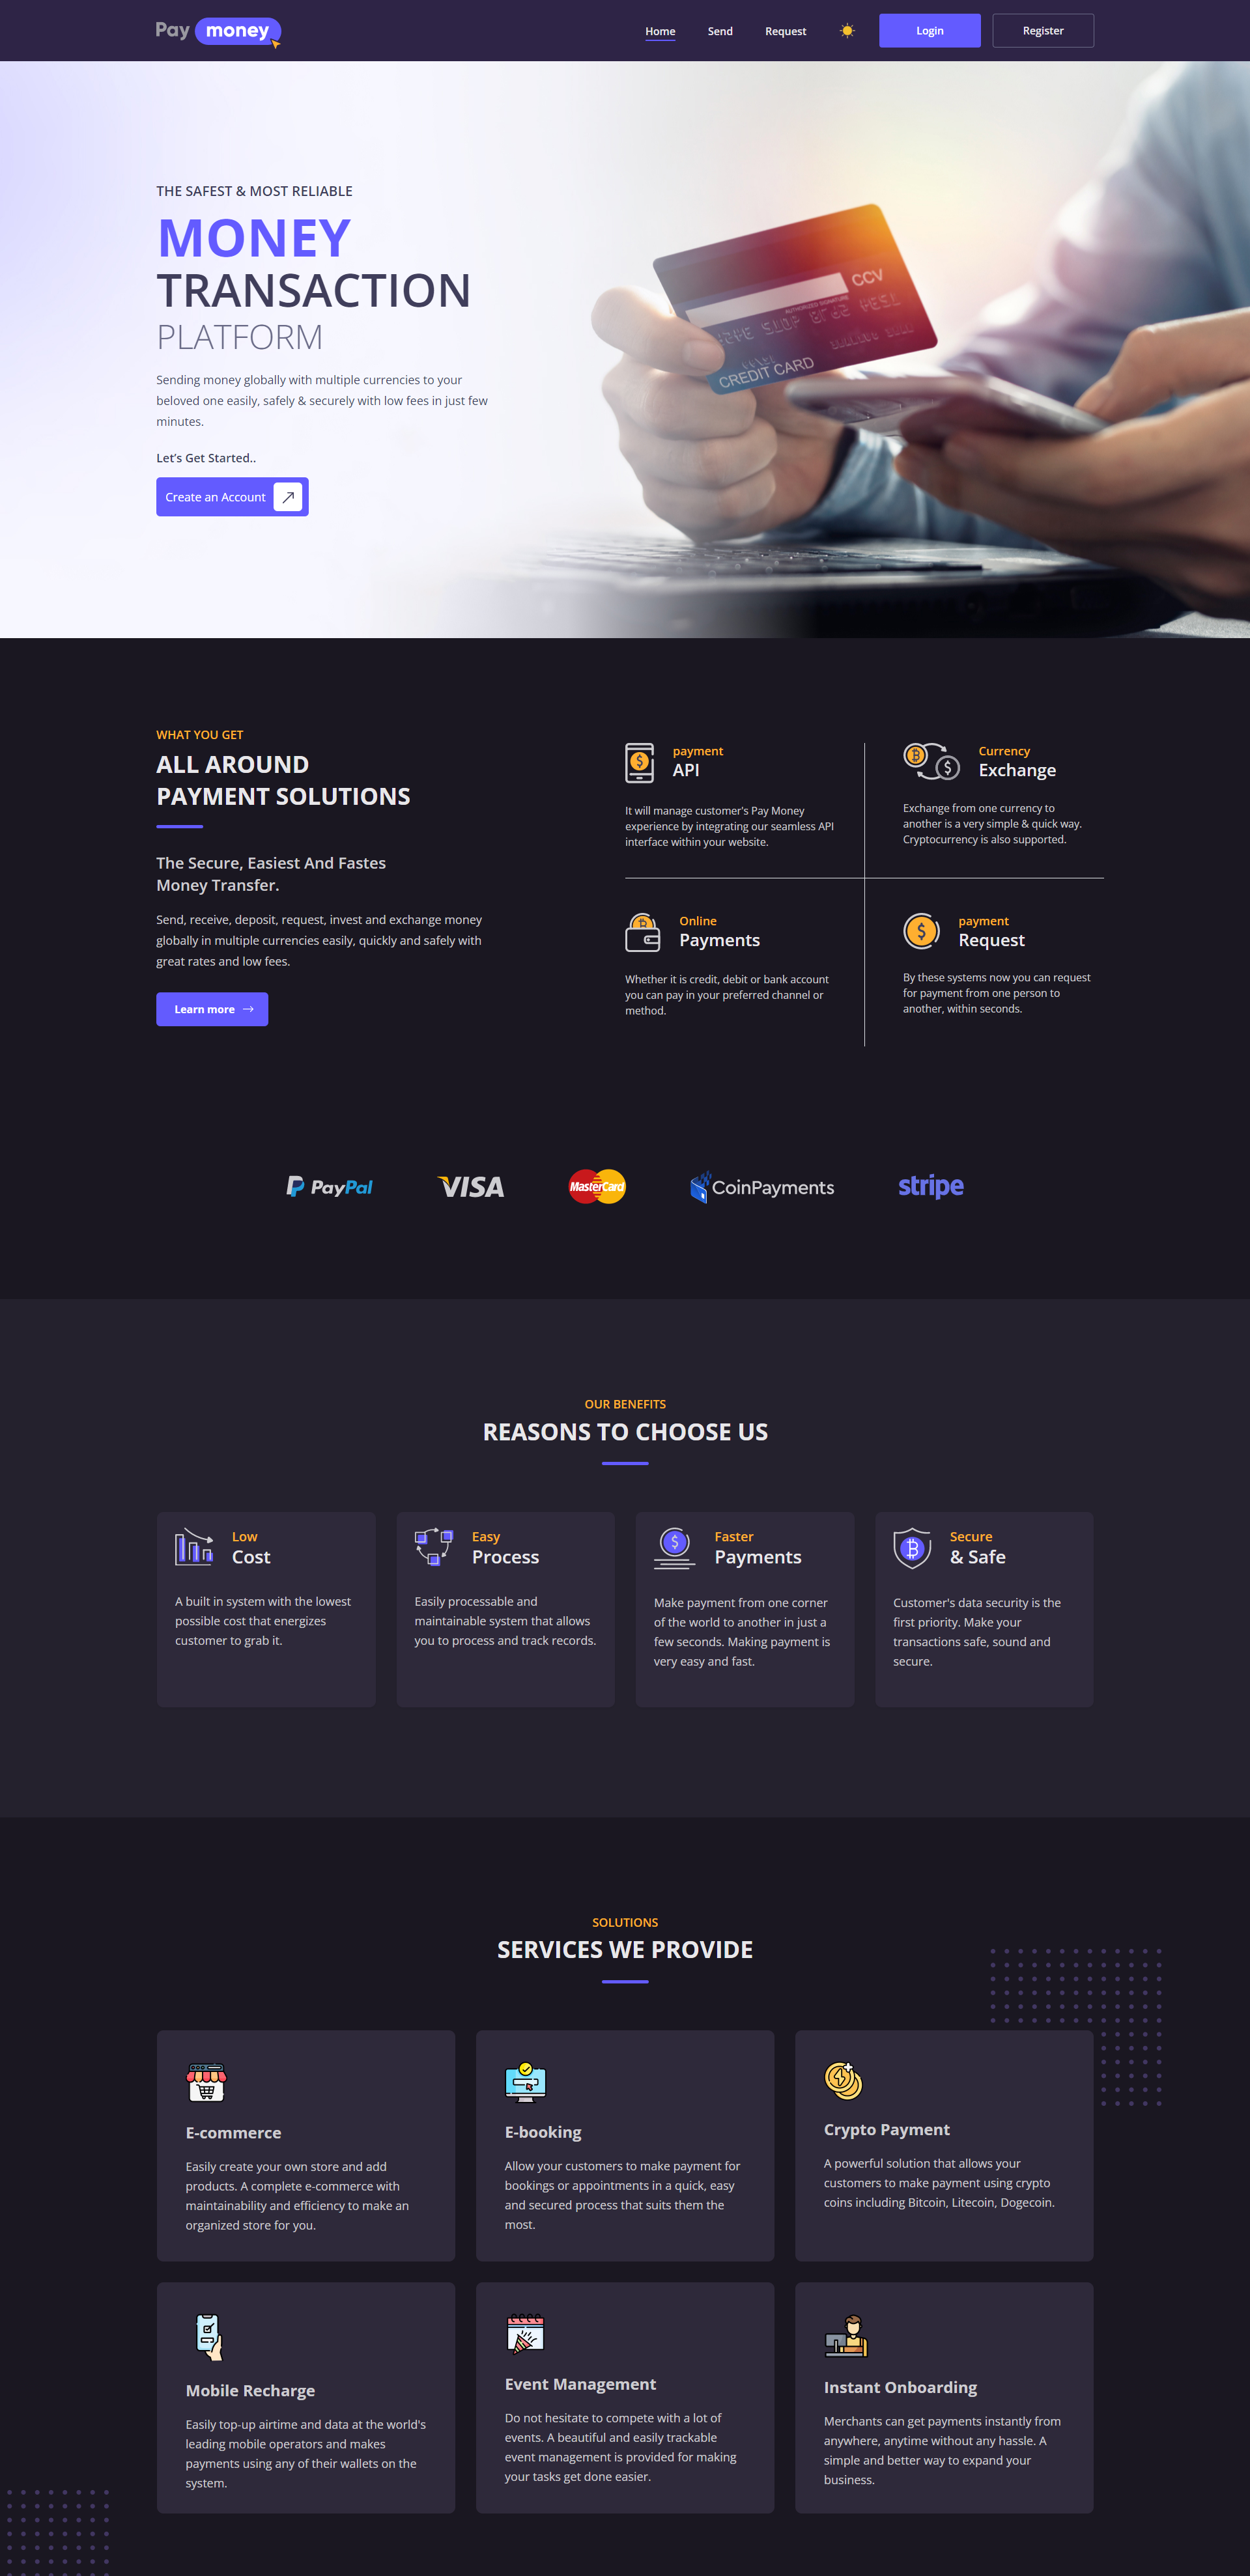 Pay money
Home
Send
Request
Login
Register
THE SAFEST & MOST RELIABLE
MONEY
TRANSACTION
PLATFORM
Sending money globally with multiple currencies to your
beloved one easily, safely & securely with low fees in just few
minutes.
Let's Get Started..
Create an Account
CCV
AUTHORIZED SIGNATURE
CREDIT CARD
WHAT YOU GET
ALL AROUND
PAYMENT SOLUTIONS
The Secure, Easiest And Fastes
Money Transfer.
Send, receive, deposit, request, invest and exchange money
globally in multiple currencies easily, quickly and safely with
great rates and low fees.
Learn more
payment
API
It will manage customer's Pay Money
experience by integrating our seamless API
interface within your website.
Currency
Exchange
Exchange from one currency to
another is a very simple & quick way.
Cryptocurrency is also supported.
Online
Payments
Whether it is credit, debit or bank account
you can pay in your preferred channel or
method.
payment
Request
By these systems now you can request
for payment from one person to
another, within seconds.
PayPal
VISA
MasterCard
CoinPayments
stripe
OUR BENEFITS
REASONS TO CHOOSE US
Low
Cost
A built in system with the lowest
possible cost that energizes
customer to grab it.
Easy
Process
Easily processable and
maintainable system that allows
you to process and track records.
Faster
Payments
Make payment from one corner
of the world to another in just a
few seconds. Making payment is
very easy and fast.
Secure
& Safe
Customer's data security is the
first priority. Make your
transactions safe, sound and
secure.
SOLUTIONS
SERVICES WE PROVIDE
E-commerce
Easily create your own store and add
products. A complete e-commerce with
maintainability and efficiency to make an
organized store for you.
E-booking
Allow your customers to make payment for
bookings or appointments in a quick, easy
and secured process that suits them the
most.
Crypto Payment
A powerful solution that allows your
customers to make payment using crypto
coins including Bitcoin, Litecoin, Dogecoin.
Mobile Recharge
Easily top-up airtime and data at the world's
leading mobile operators and makes
payments using any of their wallets on the
system.
Event Management
Do not hesitate to compete with a lot of
events. A beautiful and easily trackable
event management is provided for making
your tasks get done easier.
Instant Onboarding
Merchants can get payments instantly from
anywhere, anytime without any hassle. A
simple and better way to expand your
business.